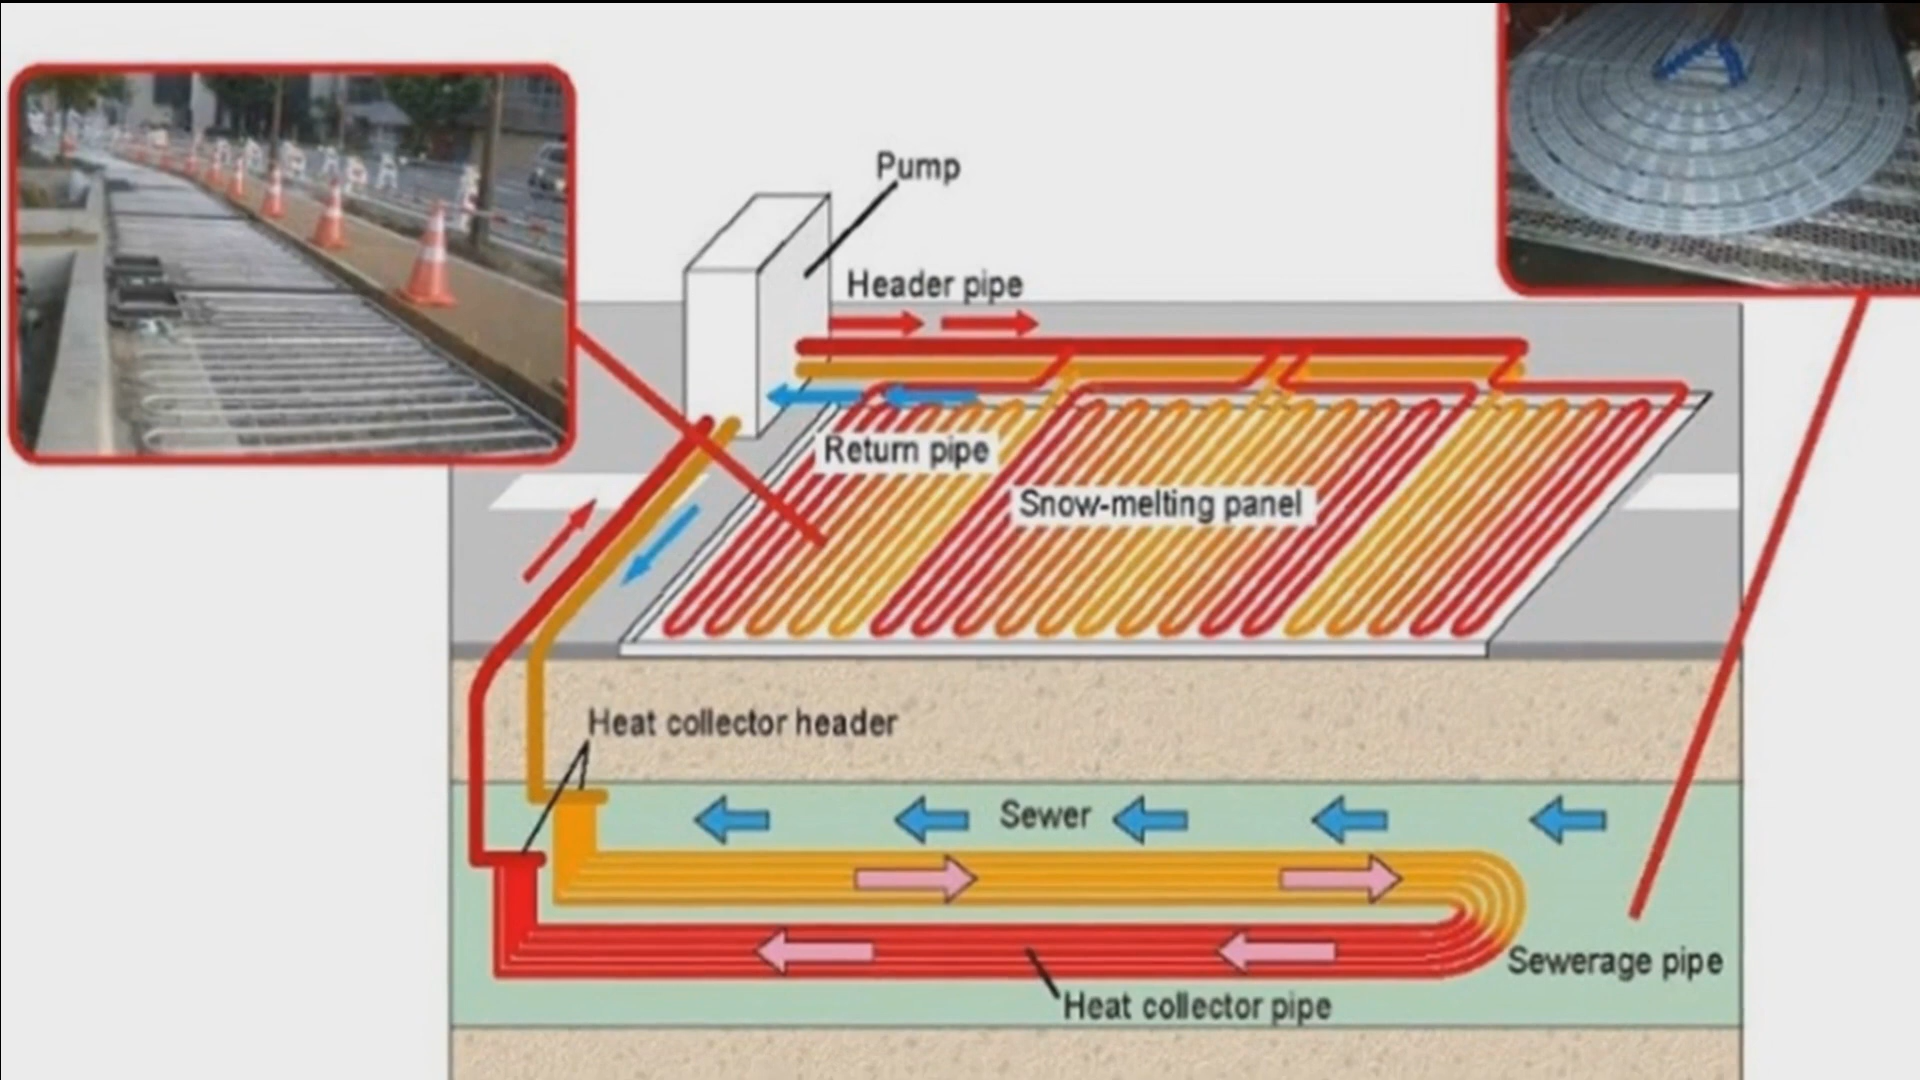 Pump
Header pipe
Return pipe
Snow-melting panel
Heat collector header
Sewer
Sewerage pipe
Heat collector pipe